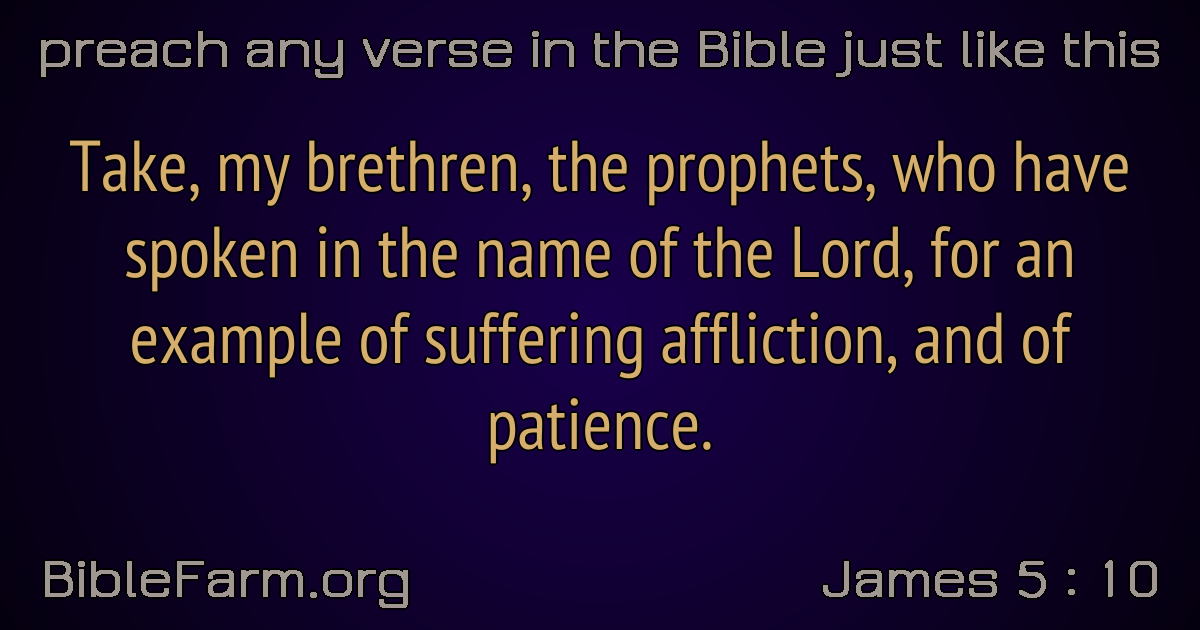 preach any verse in the Bible just like this
Take, my brethren, the prophets, who have
spoken in the name of the Lord, for an
example of suffering affliction, and of
patience.
BibleFarm.org
James 5 : 10